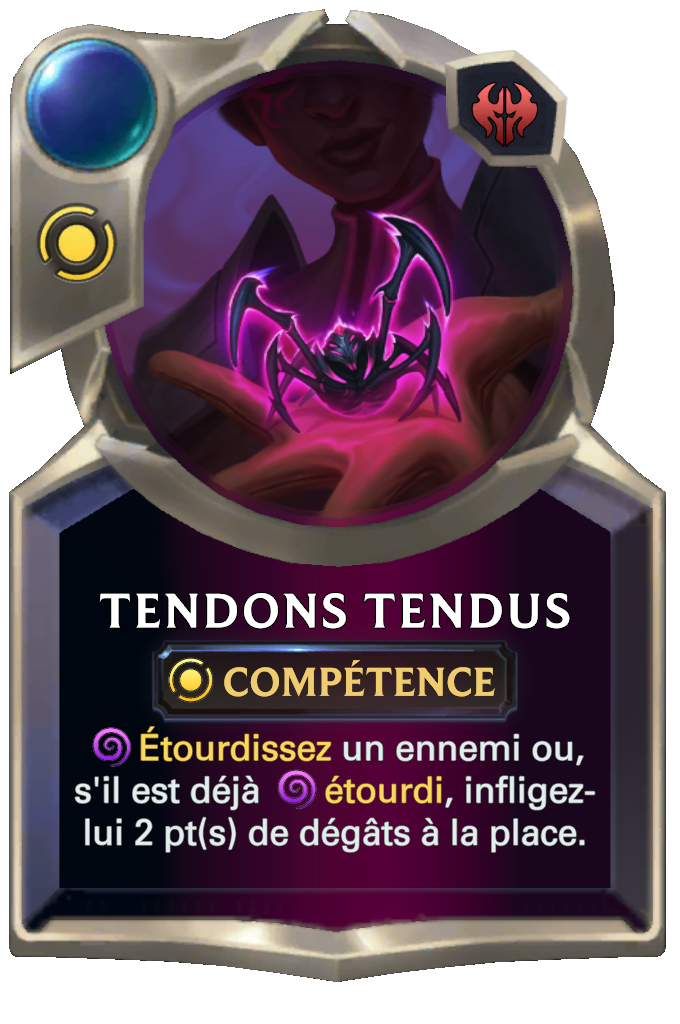 TENDONS TENDUS
COMPÉTENCE
Étourdissez un ennemi ou,
s'il est déjà étourdi, infligez-
lui 2 pt(s) de dégâts à la place.